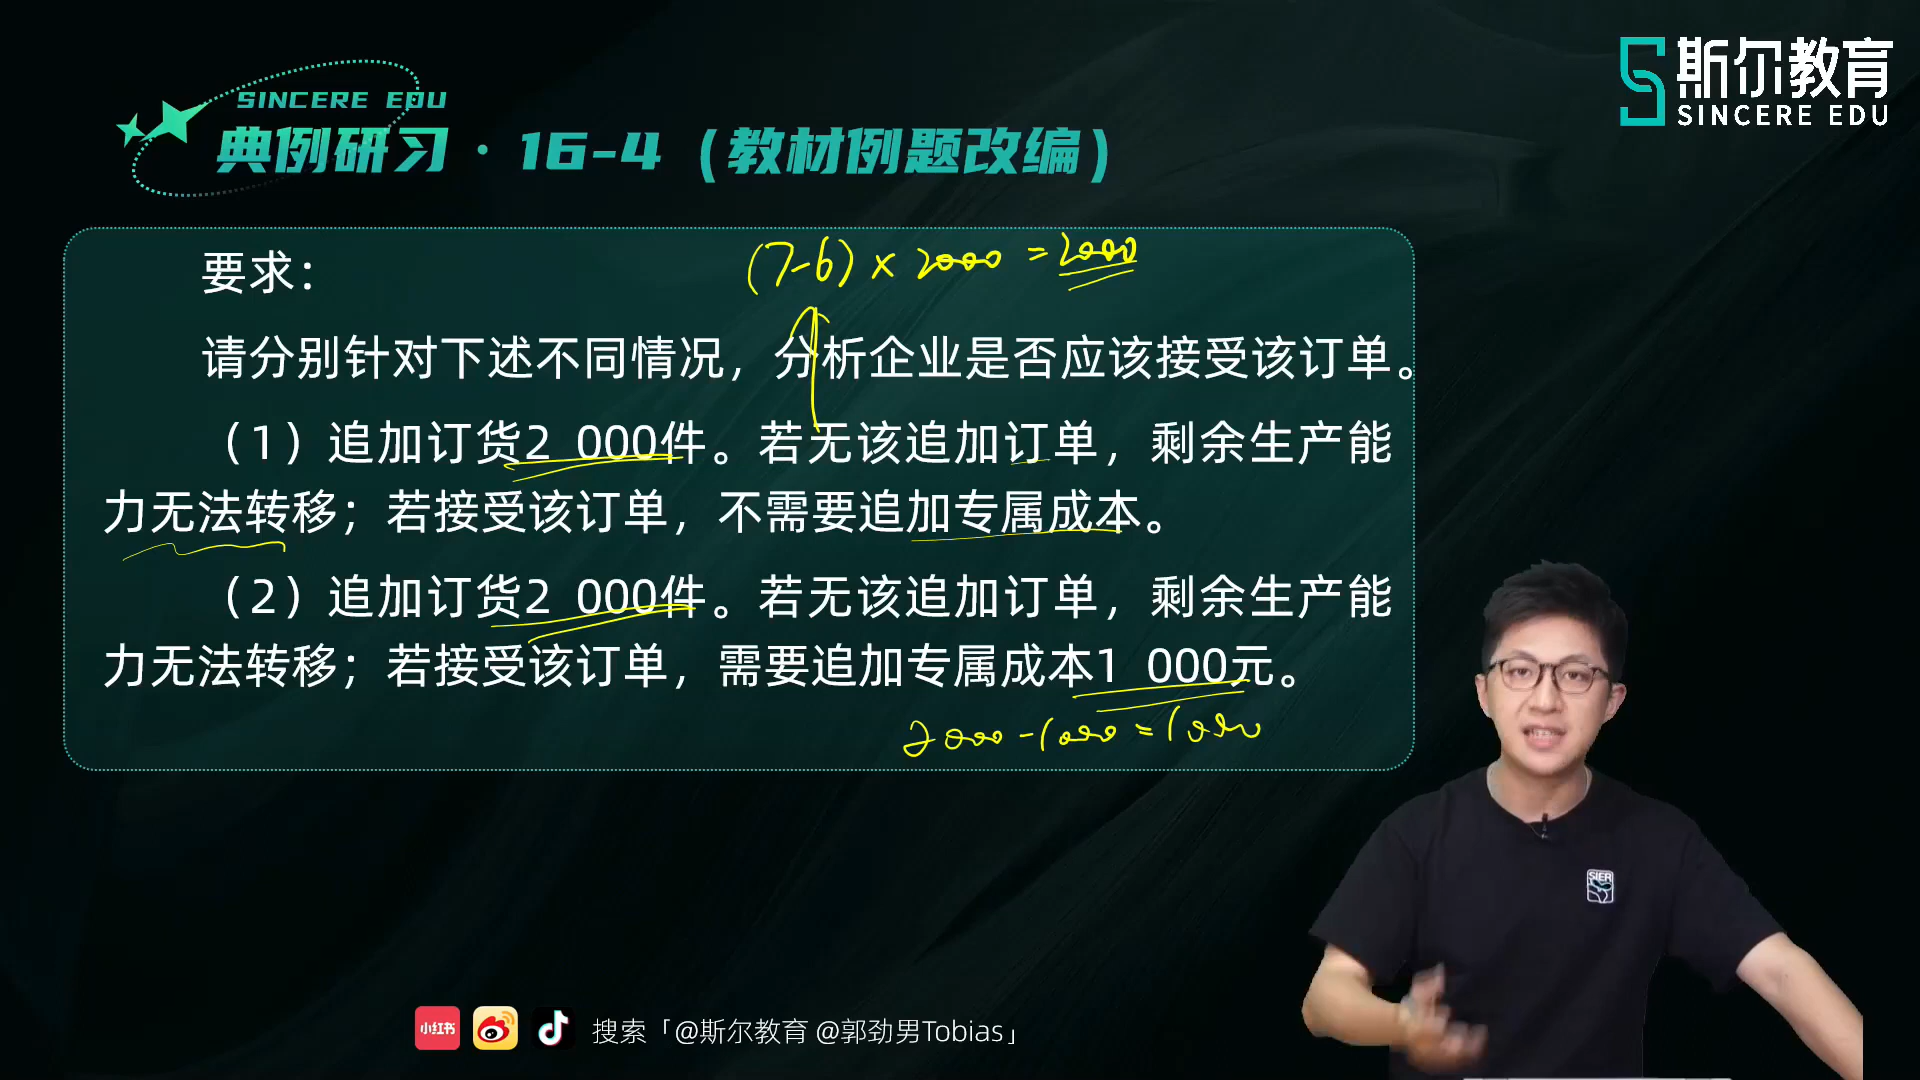 SINCERE EDU
典例研习·16-4（教材例题改编）
斯尔教育
SINCERE EDU
(7-6)×2000=2000
要求：
请分别针对下述不同情况，分析企业是否应该接受该订单。
（1）追加订货2 000件。若无该追加订单，剩余生产能
力无法转移；若接受该订单，不需要追加专属成本。
（2）追加订货2 000件。若无该追加订单，剩余生产能
力无法转移；若接受该订单，需要追加专属成本1 000元。
2000-1000=1000
SIER
小红书
搜索「@斯尔教育 @郭劲男Tobias」